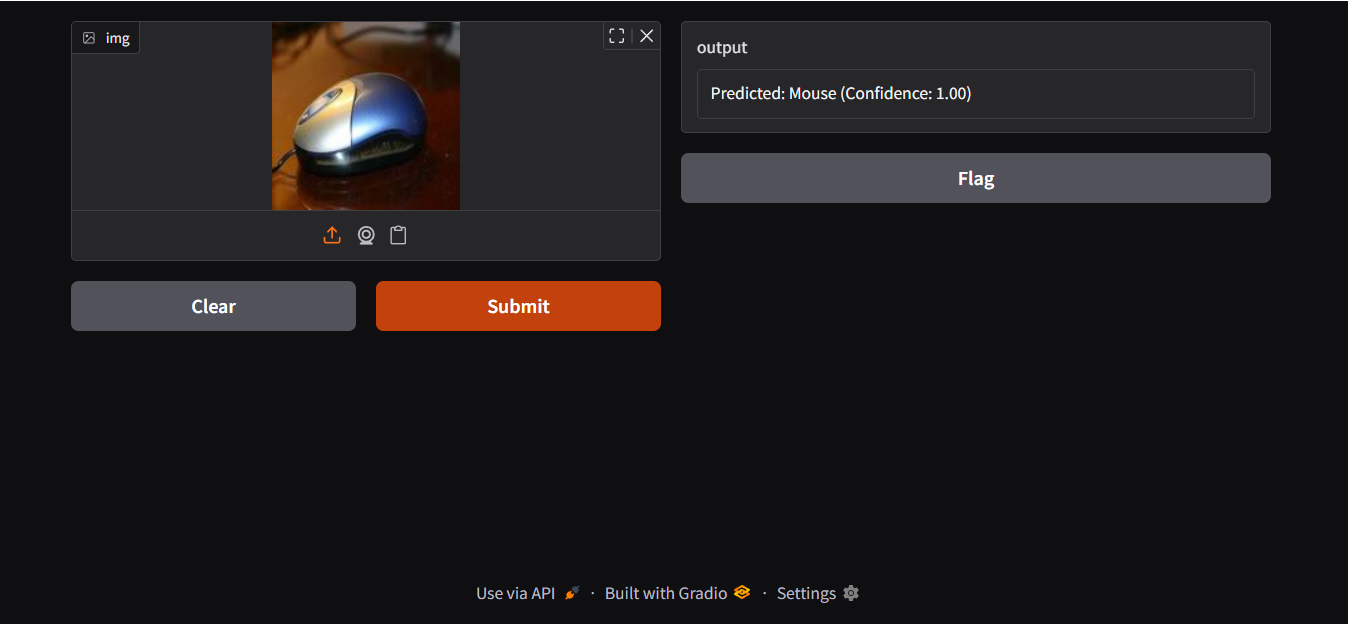 img
output
Predicted: Mouse (Confidence: 1.00)
Flag
Clear
Submit
Use via API · Built with Gradio · Settings